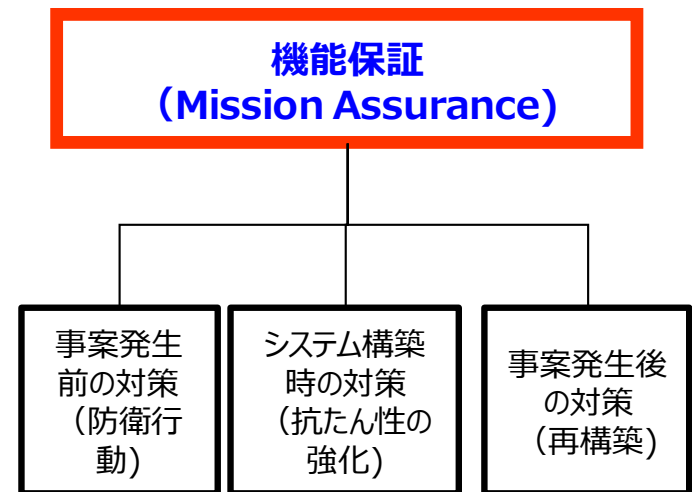 機能保証
（Mission Assurance)
事案発生
前の対策
（防衛行
動)
システム構築
時の対策
（抗たん性の
強化)
事案発生後
の対策
（再構築)